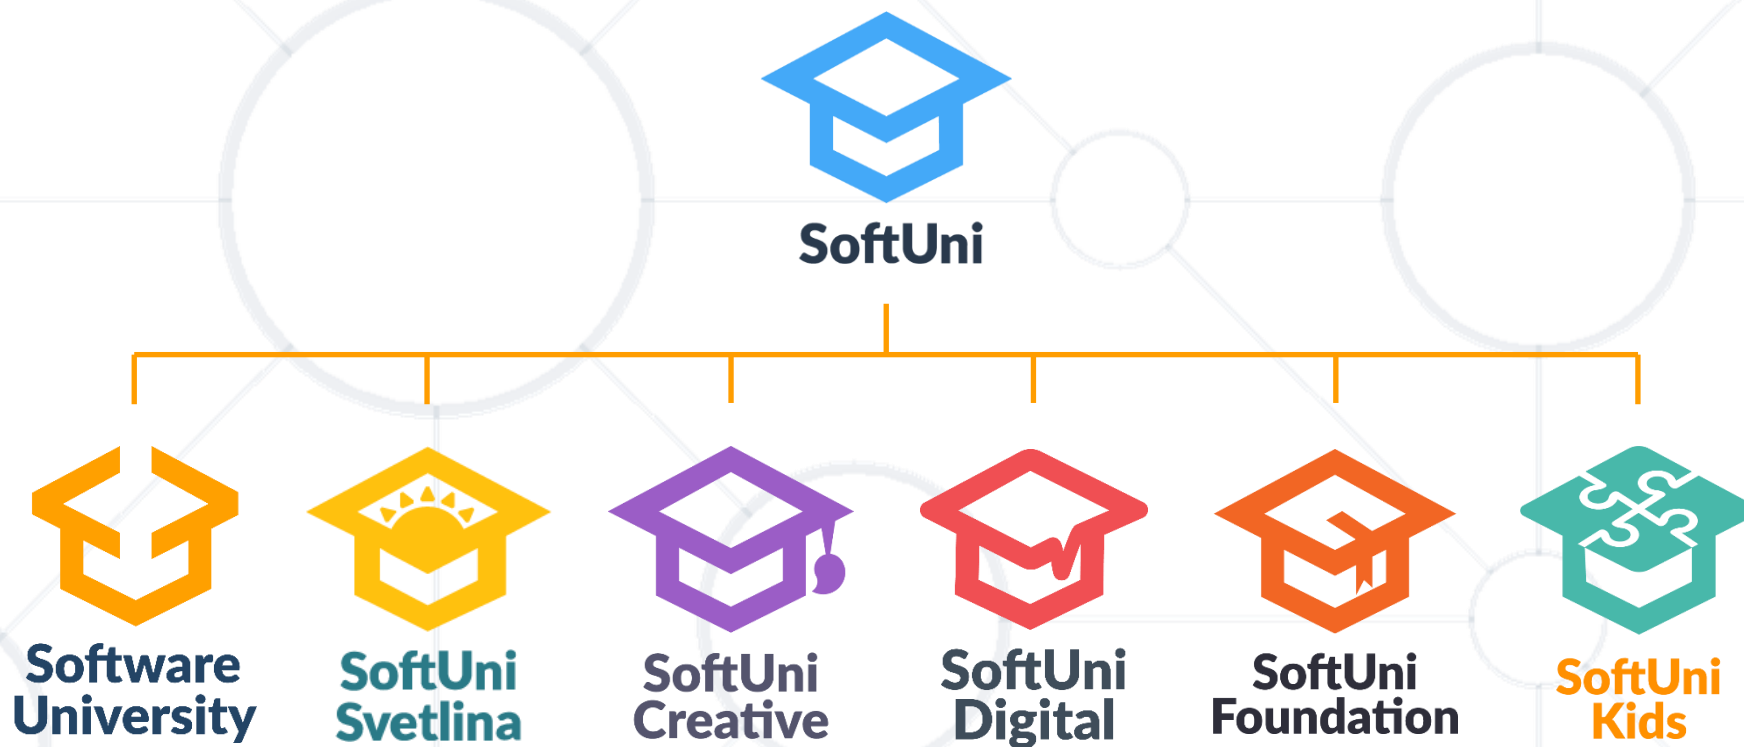 SoftUni
Software
University
SoftUni
Svetlina
SoftUni
Creative
SoftUni
Digital
SoftUni
Foundation
SoftUni
Kids